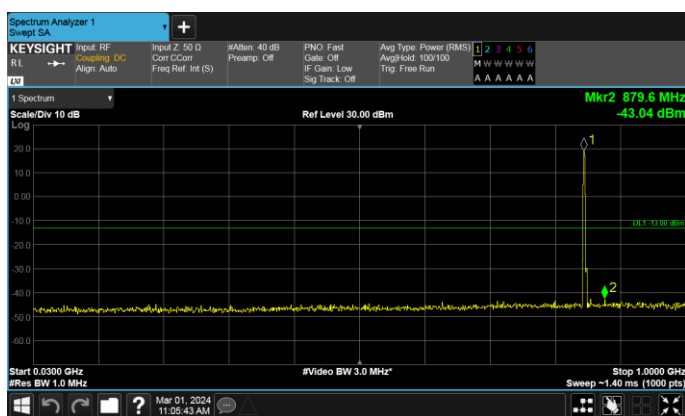 Spectrum Analyzer 1
Swept SA
+
KEYSIGHT Input: RF Input Z: 50 Ω #Atten: 40 dB PNO: Fast Avg Type: Power (RMS) 1 2 3 4 5 6
RL Coupling: DC Corr CCorr Preamp: Off Gate: Off Avg|Hold: 100/100 M W W W W W
Align: Auto Freq Ref: Int (S) IF Gain: Low Trig: Free Run
LXI Sig Track: Off A A A A A A
1 Spectrum Mkr2 879.6 MHz
Scale/Div 10 dB Ref Level 30.00 dBm -43.04 dBm
Log
1
20.0
10.0
0.00
-10.0
DL1 -13.00 dBm
-20.0
-30.0
-40.0
2
-50.0
-60.0
Start 0.0300 GHz #Video BW 3.0 MHz* Stop 1.0000 GHz
#Res BW 1.0 MHz Sweep ~1.40 ms (1000 pts)
? Mar 01, 2024
11:05:43 AM